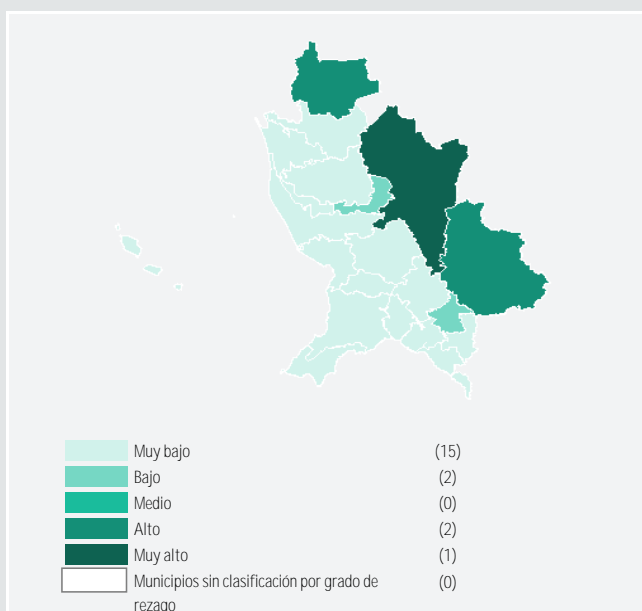 Muy bajo (15)
Bajo (2)
Medio (0)
Alto (2)
Muy alto (1)
Municipios sin clasificación por grado de (0)
rezago